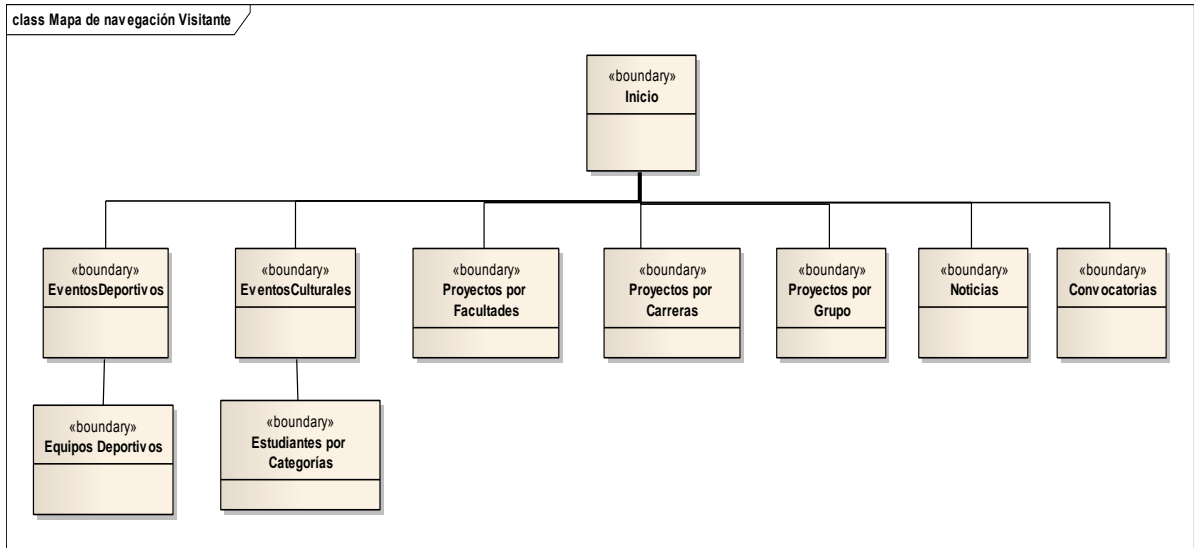 class Mapa de navegación Visitante
«boundary»
Inicio
«boundary»
EventosDeportivos
«boundary»
EventosCulturales
«boundary»
Proyectos por
Facultades
«boundary»
Proyectos por
Carreras
«boundary»
Proyectos por
Grupo
«boundary»
Noticias
«boundary»
Convocatorias
«boundary»
Equipos Deportivos
«boundary»
Estudiantes por
Categorías